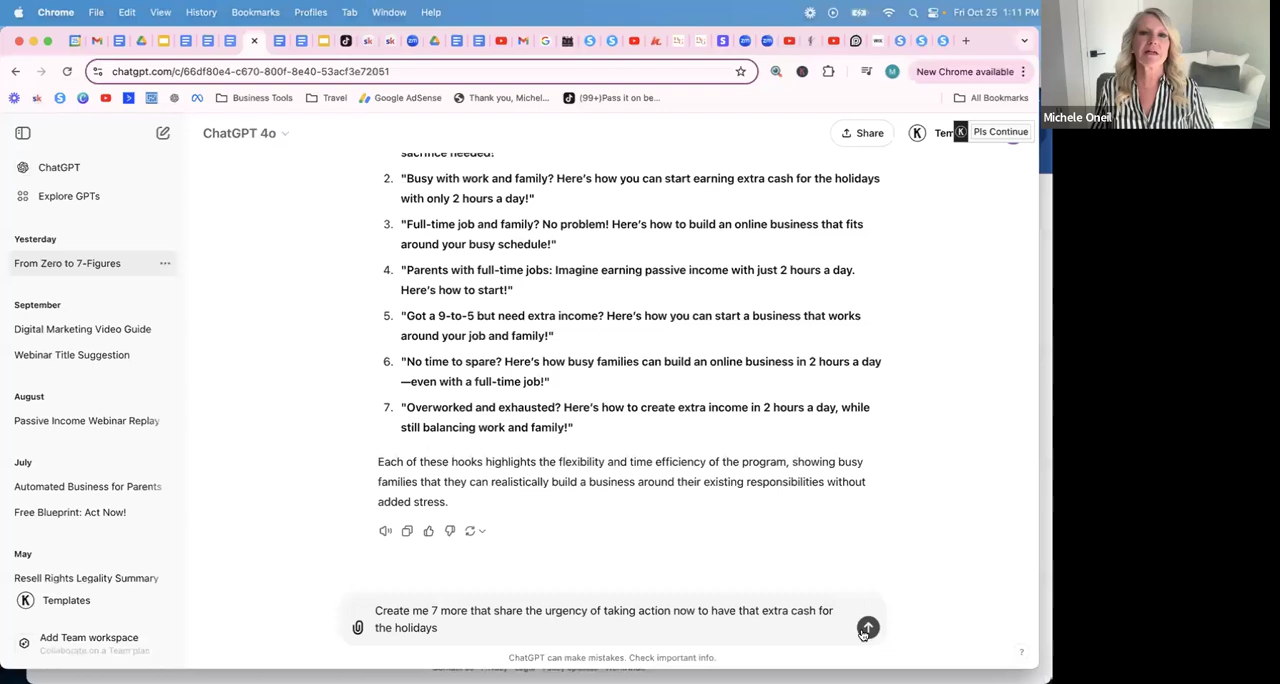 Chrome File Edit View History Bookmarks Profiles Tab Window Help Fri Oct 25 1:11 PM
chatgpt.com/c/66df80e4-c670-800f-8e40-53acf3e72051 New Chrome available
Business Tools Travel Google AdSense Thank you, Michel... (99+)Pass it on be... All Bookmarks
Michele Oneil
ChatGPT 4o Share K Tem K Pls Continue
ChatGPT
Explore GPTs
Yesterday
From Zero to 7-Figures
September
Digital Marketing Video Guide
Webinar Title Suggestion
August
Passive Income Webinar Replay
July
Automated Business for Parents
Free Blueprint: Act Now!
May
Resell Rights Legality Summary
K Templates
Add Team workspace
Collaborate on a Team plan
sacrifice needed!"
2. "Busy with work and family? Here's how you can start earning extra cash for the holidays
with only 2 hours a day!"
3. "Full-time job and family? No problem! Here's how to build an online business that fits
around your busy schedule!"
4. "Parents with full-time jobs: Imagine earning passive income with just 2 hours a day.
Here's how to start!"
5. "Got a 9-to-5 but need extra income? Here's how you can start a business that works
around your job and family!"
6. "No time to spare? Here's how busy families can build an online business in 2 hours a day
—even with a full-time job!"
7. "Overworked and exhausted? Here's how to create extra income in 2 hours a day, while
still balancing work and family!"
Each of these hooks highlights the flexibility and time efficiency of the program, showing busy
families that they can realistically build a business around their existing responsibilities without
added stress.
Create me 7 more that share the urgency of taking action now to have that extra cash for
the holidays
ChatGPT can make mistakes. Check important info. ?